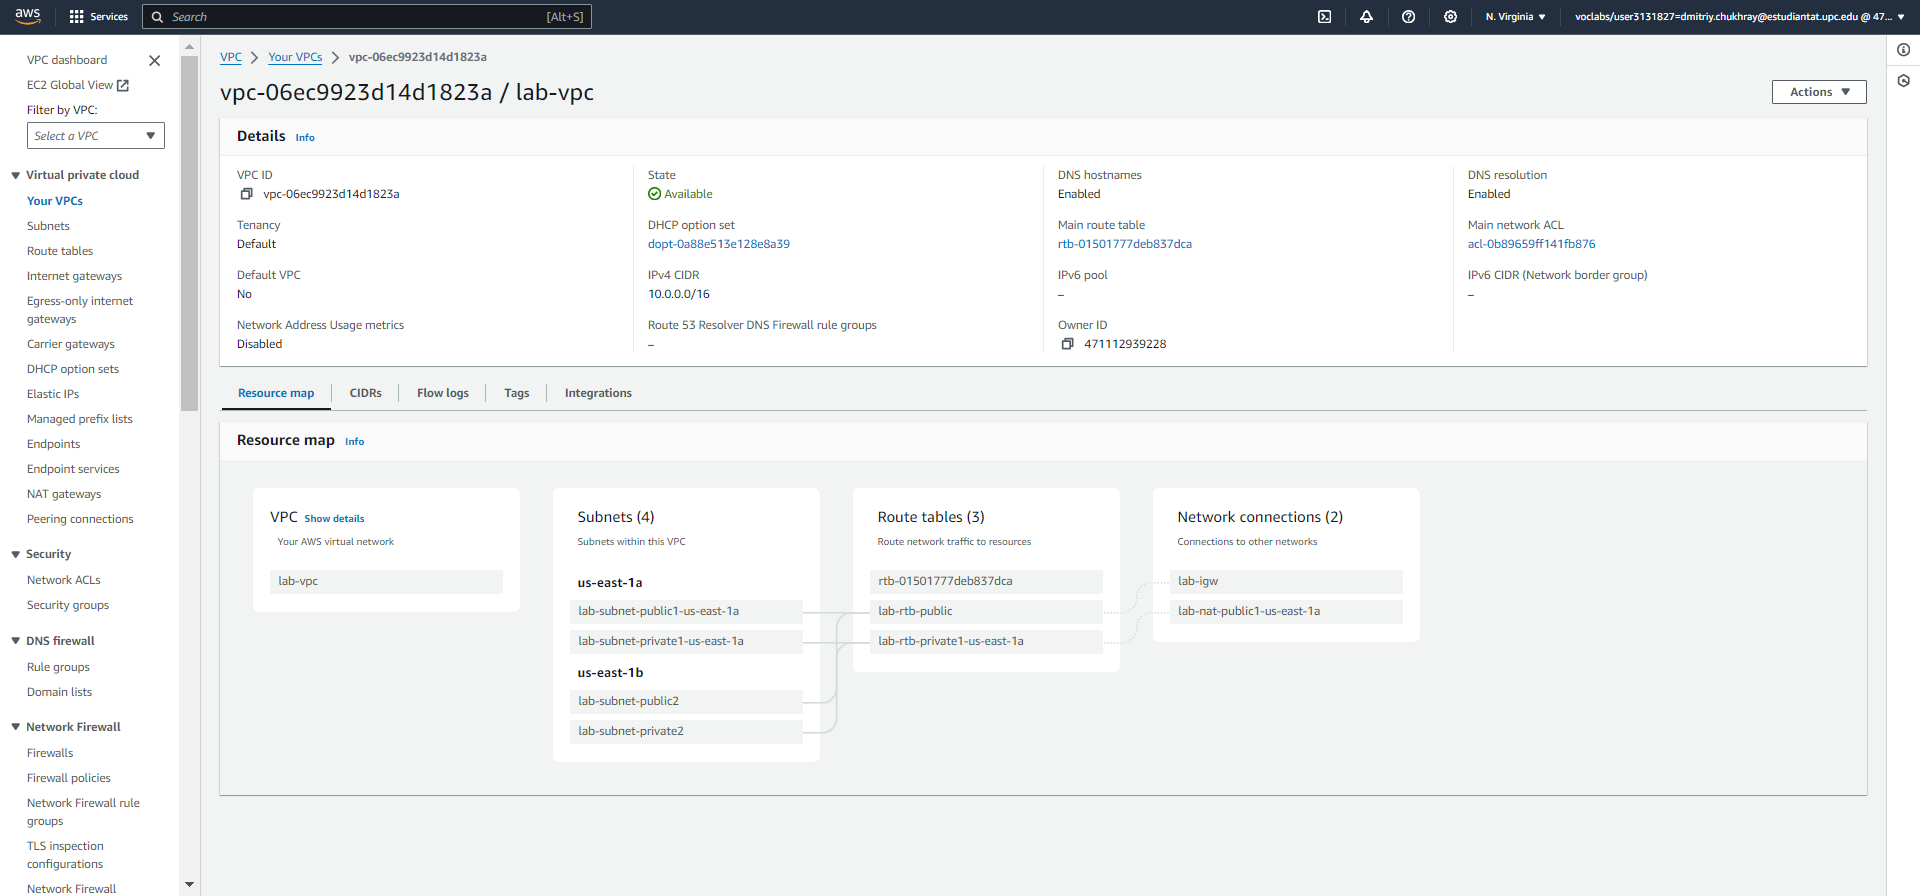 aws
Services
Search
[Alt+S]
N. Virginia
voclabs/user3131827=dmitriy.chukhray@estudiantat.upc.edu @ 47...
VPC dashboard
EC2 Global View
Filter by VPC:
Select a VPC
Virtual private cloud
Your VPCs
Subnets
Route tables
Internet gateways
Egress-only internet
gateways
Carrier gateways
DHCP option sets
Elastic IPs
Managed prefix lists
Endpoints
Endpoint services
NAT gateways
Peering connections
Security
Network ACLs
Security groups
DNS firewall
Rule groups
Domain lists
Network Firewall
Firewalls
Firewall policies
Network Firewall rule
groups
TLS inspection
configurations
Network Firewall
VPC
Your VPCs
vpc-06ec9923d14d1823a
vpc-06ec9923d14d1823a / lab-vpc
Actions
Details Info
VPC ID
vpc-06ec9923d14d1823a
State
Available
DNS hostnames
Enabled
DNS resolution
Enabled
Tenancy
Default
DHCP option set
dopt-0a88e513e128e8a39
Main route table
rtb-01501777deb837dca
Main network ACL
acl-0b89659ff141fb876
Default VPC
No
IPv4 CIDR
10.0.0.0/16
IPv6 pool
–
IPv6 CIDR (Network border group)
–
Network Address Usage metrics
Disabled
Route 53 Resolver DNS Firewall rule groups
–
Owner ID
471112939228
Resource map
CIDRs
Flow logs
Tags
Integrations
Resource map Info
VPC Show details
Your AWS virtual network
lab-vpc
Subnets (4)
Subnets within this VPC
us-east-1a
lab-subnet-public1-us-east-1a
lab-subnet-private1-us-east-1a
us-east-1b
lab-subnet-public2
lab-subnet-private2
Route tables (3)
Route network traffic to resources
rtb-01501777deb837dca
lab-rtb-public
lab-rtb-private1-us-east-1a
Network connections (2)
Connections to other networks
lab-igw
lab-nat-public1-us-east-1a